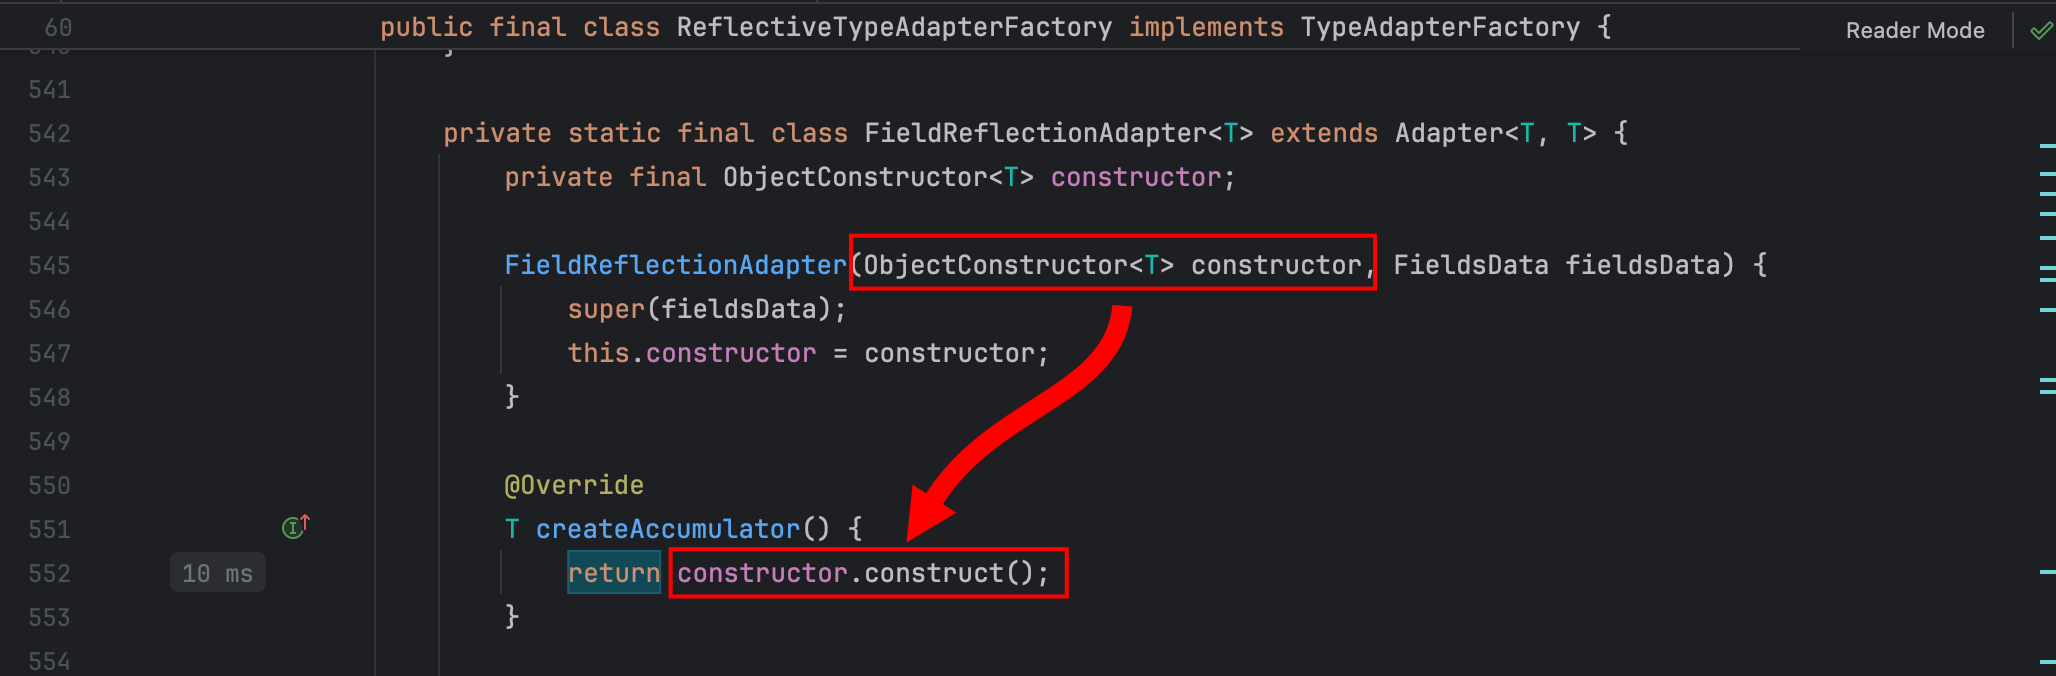 60 public final class ReflectiveTypeAdapterFactory implements TypeAdapterFactory { Reader Mode
}
541
542 private static final class FieldReflectionAdapter<T> extends Adapter<T, T> {
543 private final ObjectConstructor<T> constructor;
544
545 FieldReflectionAdapter(ObjectConstructor<T> constructor, FieldsData fieldsData) {
546 super(fieldsData);
547 this.constructor = constructor;
548 }
549
550 @Override
551 T createAccumulator() {
552 10 ms return constructor.construct();
553 }
554